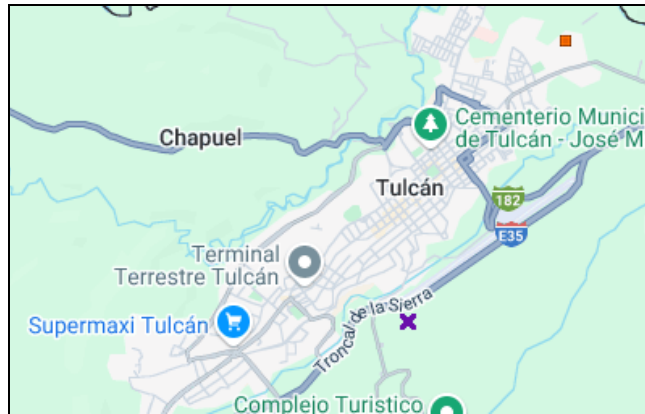 Chapuel
Cementerio Munici
de Tulcán - José M
Tulcán
182
E35
Terminal
Terrestre Tulcán
Troncal de la Sierra
Supermaxi Tulcán
Complejo Turistico